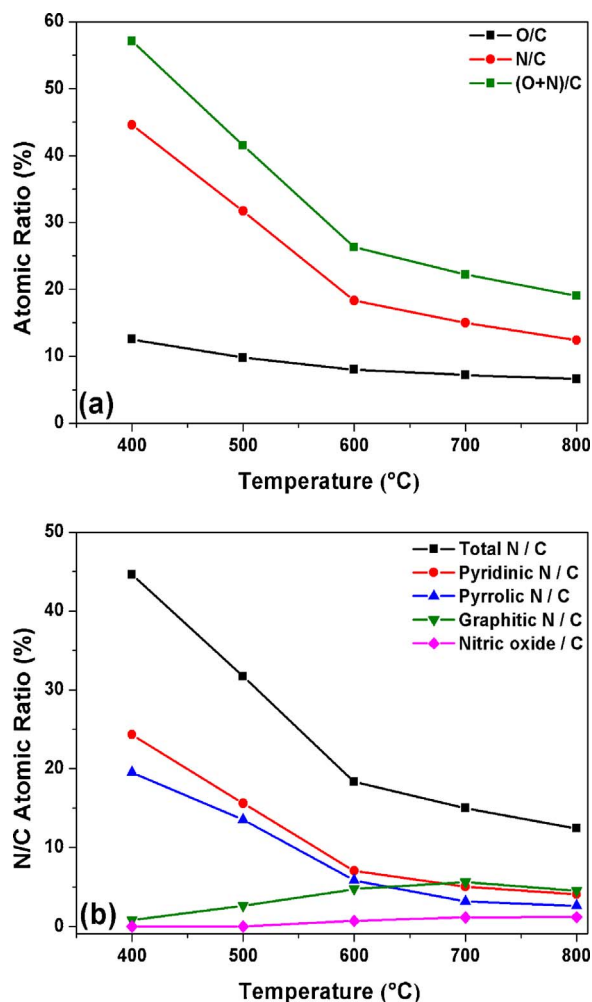 60
50
40
30
20
10
0
Atomic Ratio (%)
O/C
N/C
(O+N)/C
(a)
400 500 600 700 800
Temperature (°C)
50
40
30
20
10
0
N/C Atomic Ratio (%)
Total N / C
Pyridinic N / C
Pyrrolic N / C
Graphitic N / C
Nitric oxide / C
(b)
400 500 600 700 800
Temperature (°C)